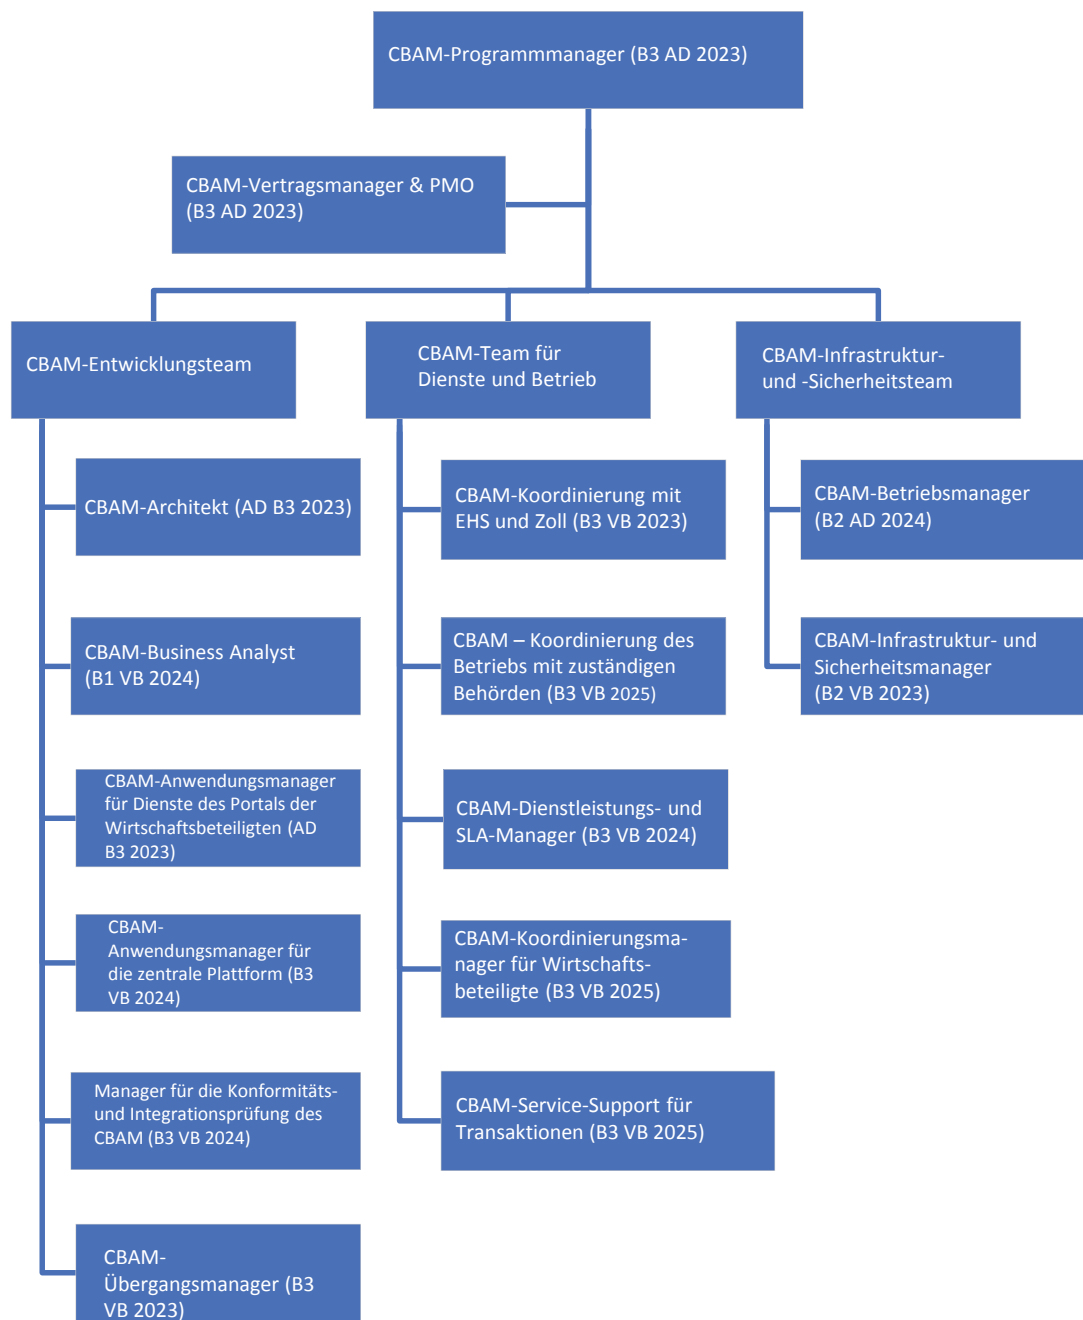 CBAM-Programmmanager (B3 AD 2023)
CBAM-Vertragsmanager & PMO
(B3 AD 2023)
CBAM-Entwicklungsteam
CBAM-Architekt (AD B3 2023)
CBAM-Business Analyst
(B1 VB 2024)
CBAM-Anwendungsmanager
für Dienste des Portals der
Wirtschaftsbeteiligten (AD
B3 2023)
CBAM-
Anwendungsmanager für
die zentrale Plattform (B3
VB 2024)
Manager für die Konformitäts-
und Integrationsprüfung des
CBAM (B3 VB 2024)
CBAM-
Übergangsmanager (B3
VB 2023)
CBAM-Team für
Dienste und Betrieb
CBAM-Koordinierung mit
EHS und Zoll (B3 VB 2023)
CBAM – Koordinierung des
Betriebs mit zuständigen
Behörden (B3 VB 2025)
CBAM-Dienstleistungs- und
SLA-Manager (B3 VB 2024)
CBAM-Koordinierungsma-
nager für Wirtschafts-
beteiligte (B3 VB 2025)
CBAM-Service-Support für
Transaktionen (B3 VB 2025)
CBAM-Infrastruktur-
und -Sicherheitsteam
CBAM-Betriebsmanager
(B2 AD 2024)
CBAM-Infrastruktur- und
Sicherheitsmanager
(B2 VB 2023)